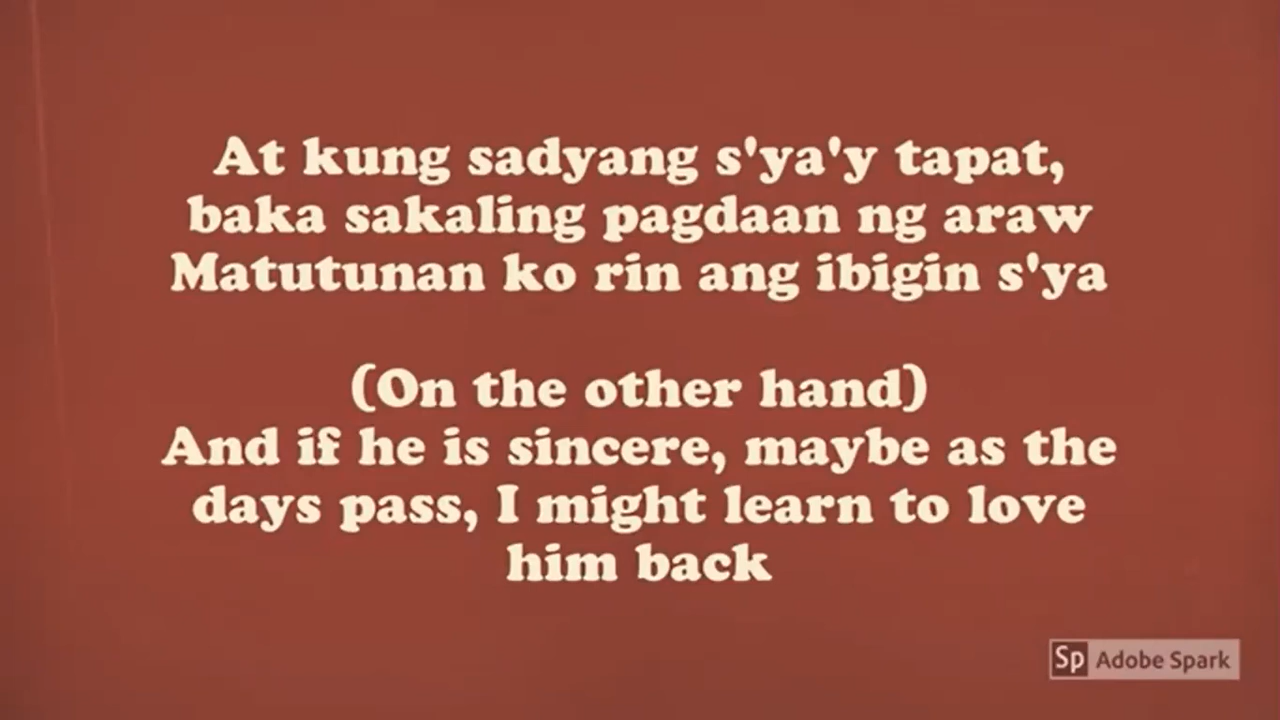 At kung sadyang s'ya'y tapat,
baka sakaling pagdaan ng araw
Matutunan ko rin ang ibigin s'ya
(On the other hand)
And if he is sincere, maybe as the
days pass, I might learn to love
him back
Sp Adobe Spark